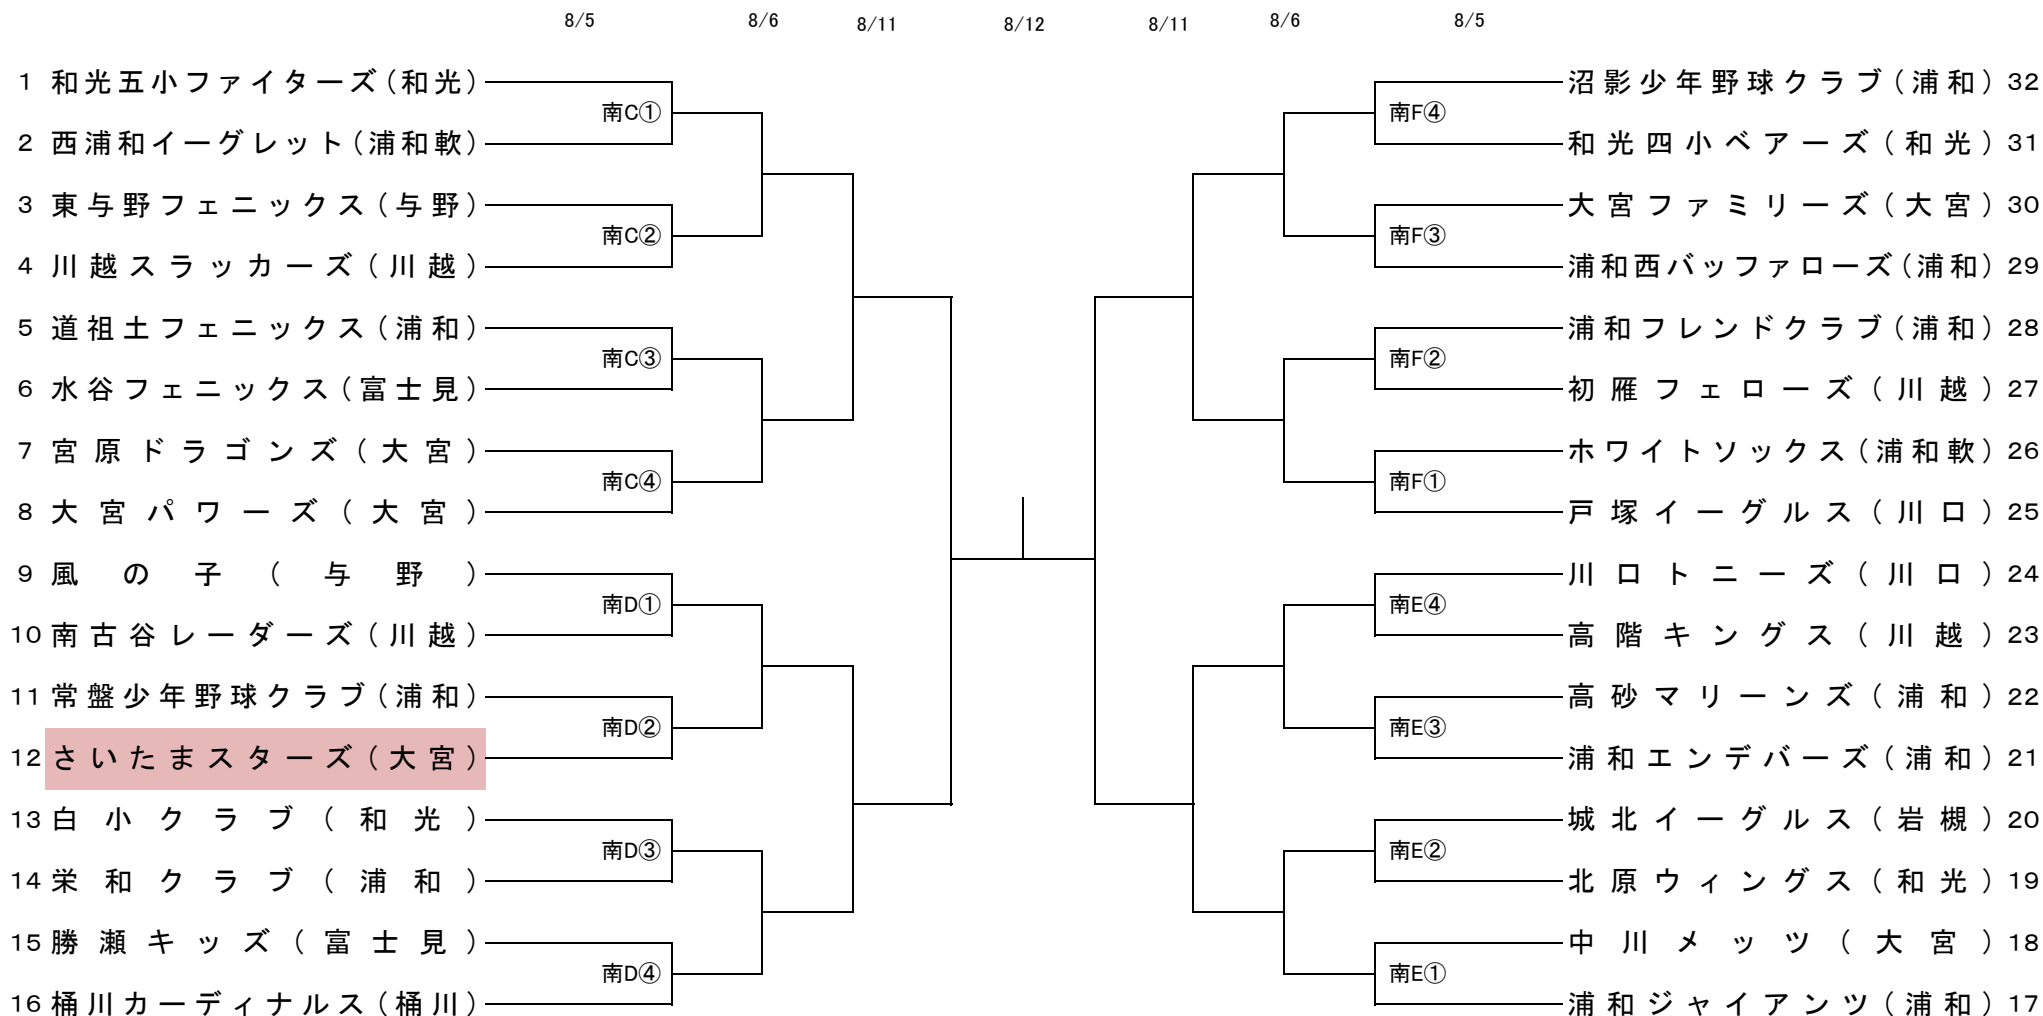 8/5 8/6 8/11 8/12 8/11 8/6 8/5
1 和光五小ファイターズ(和光) 沼影少年野球クラブ(浦和) 32
南C① 南F④
2 西浦和イーグレット(浦和軟) 和光四小ベアーズ(和光) 31
3 東与野フェニックス(与野) 大宮ファミリーズ(大宮) 30
南C② 南F③
4 川越スラッカーズ(川越) 浦和西バッファローズ(浦和) 29
5 道祖土フェニックス(浦和) 浦和フレンドクラブ(浦和) 28
南C③ 南F②
6 水谷フェニックス(富士見) 初雁フェローズ(川越) 27
7 宮原ドラゴンズ(大宮) ホワイトソックス(浦和軟) 26
南C④ 南F①
8 大宮パワーズ(大宮) 戸塚イーグルス(川口) 25
9 風の子(与野) 川口トニーズ(川口) 24
南D① 南E④
10 南古谷レーダーズ(川越) 高階キングス(川越) 23
11 常盤少年野球クラブ(浦和) 高砂マリーンズ(浦和) 22
南D② 南E③
12 さいたまスターズ(大宮) 浦和エンデバーズ(浦和) 21
13 白小クラブ(和光) 城北イーグルス(岩槻) 20
南D③ 南E②
14 栄和クラブ(浦和) 北原ウィングス(和光) 19
15 勝瀬キッズ(富士見) 中川メッツ(大宮) 18
南D④ 南E①
16 桶川カーディナルス(桶川) 浦和ジャイアンツ(浦和) 17